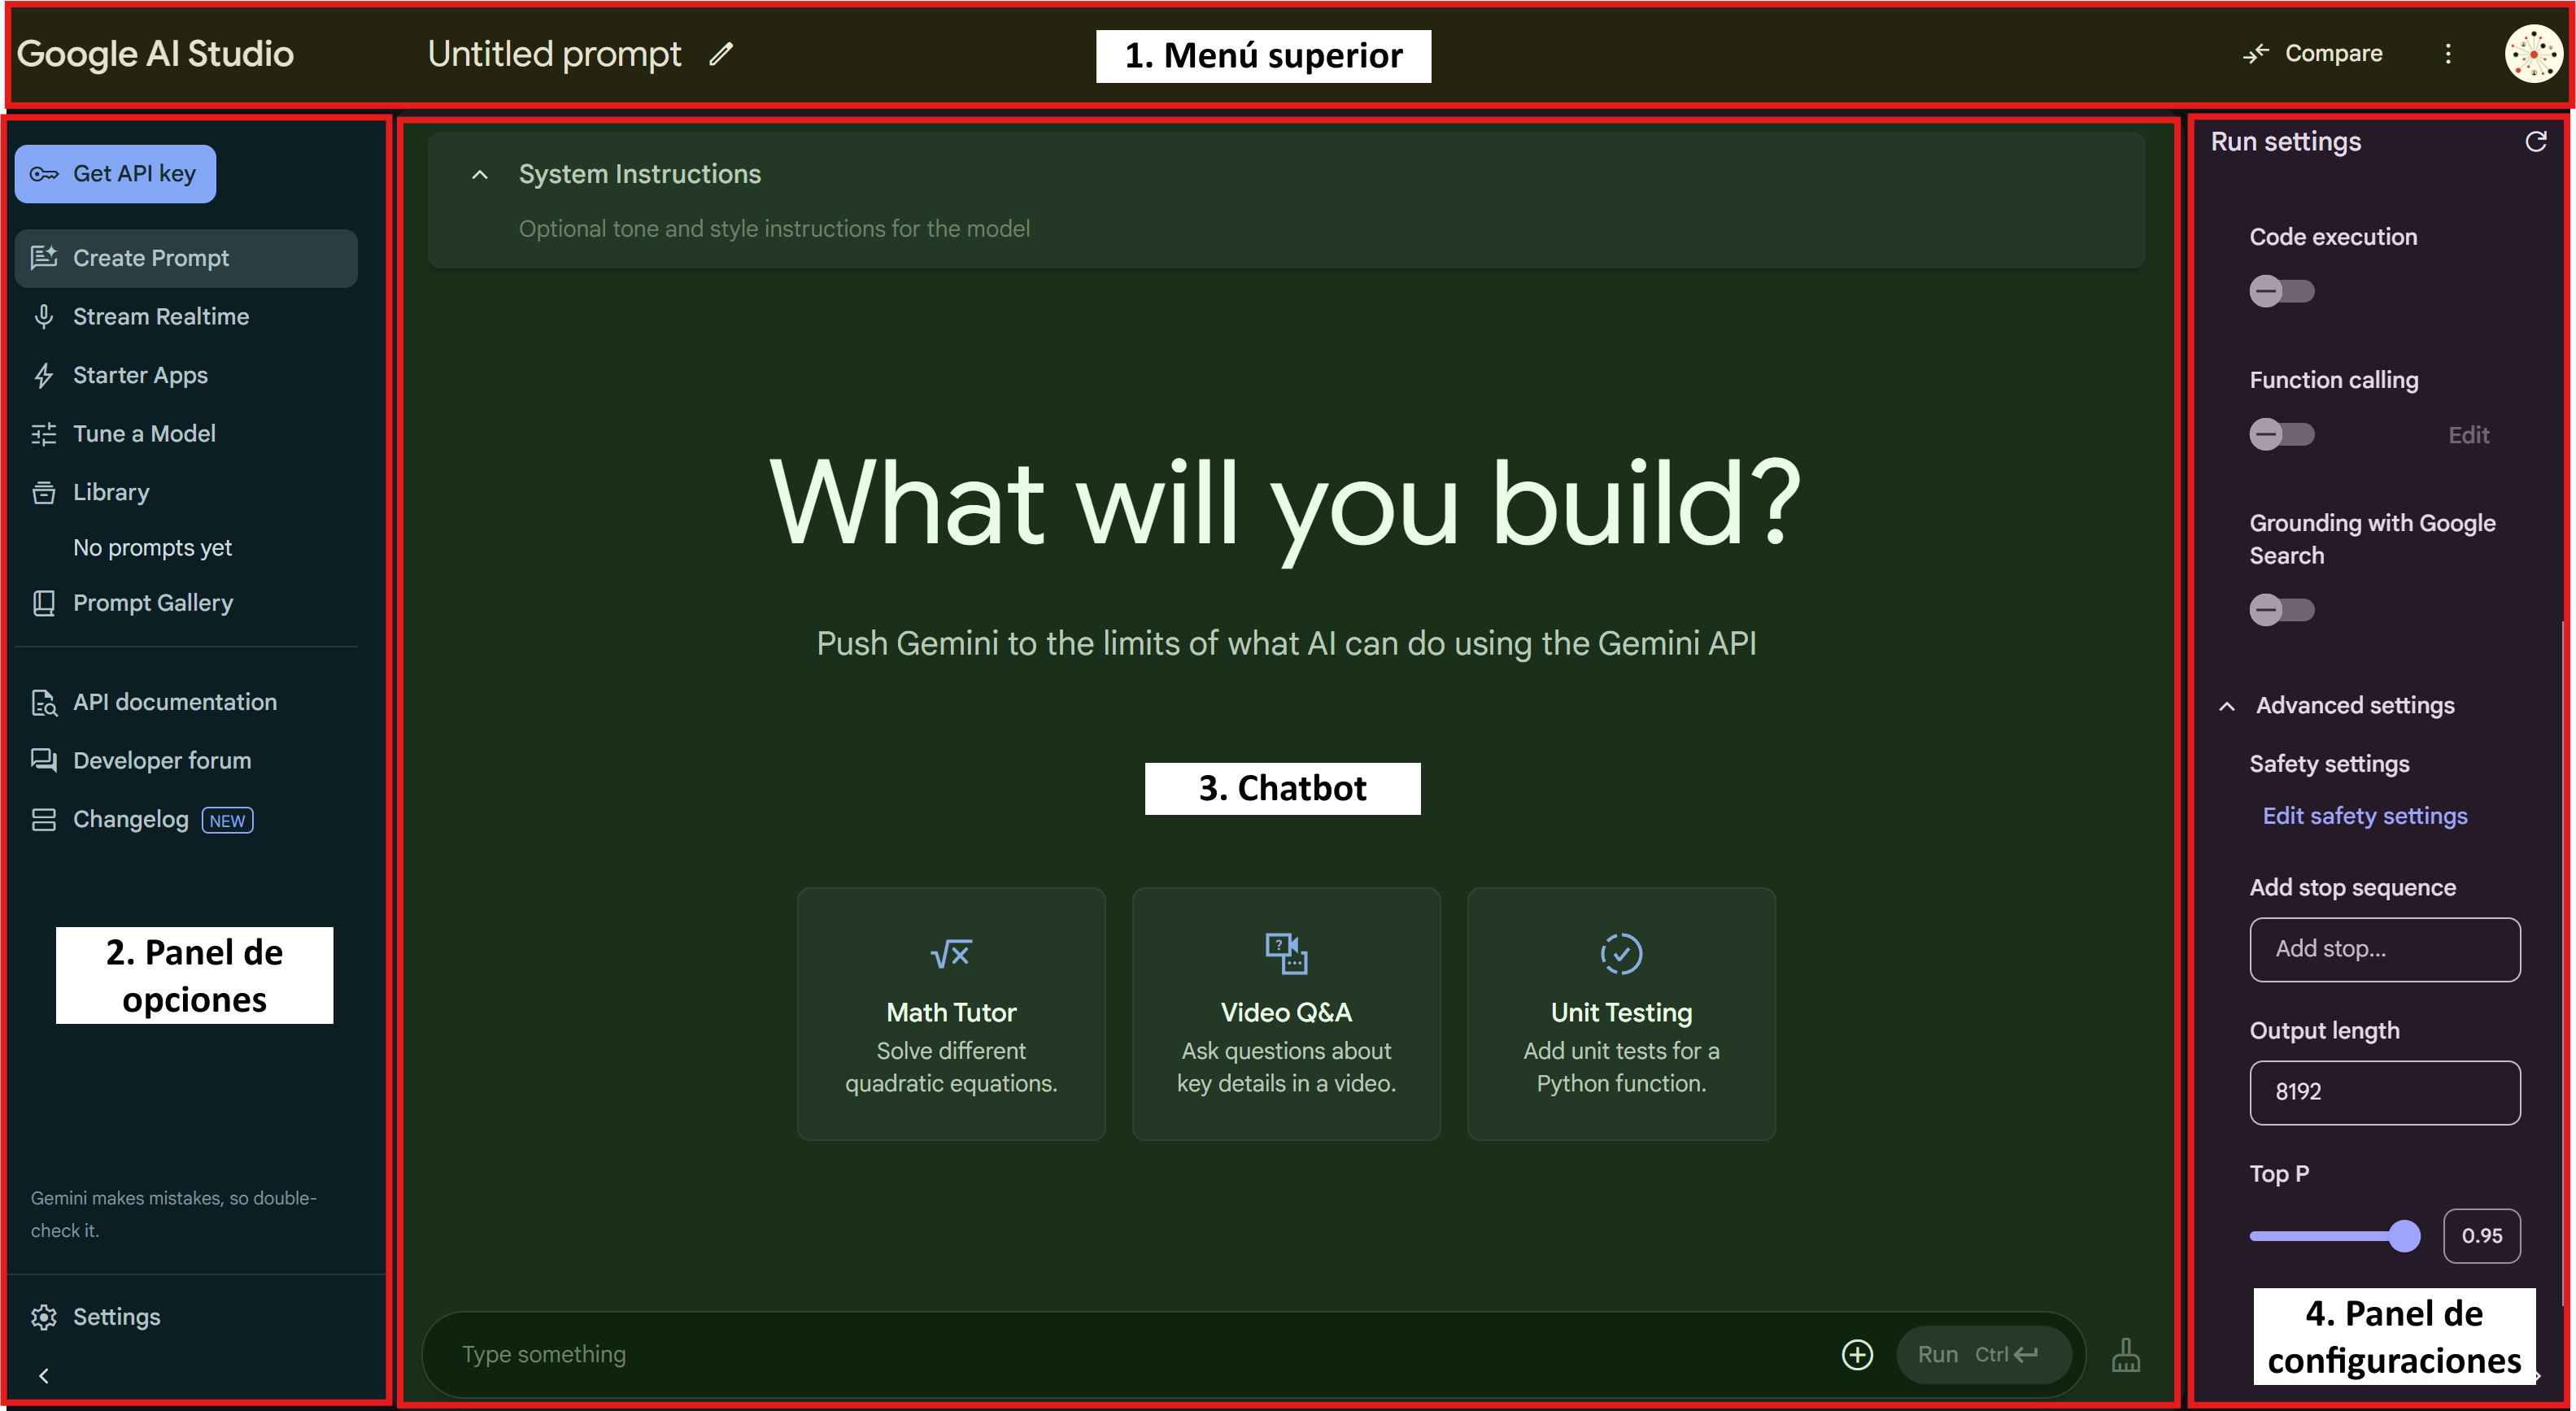 Google AI Studio
Untitled prompt
1. Menú superior
Compare
Get API key
Create Prompt
Stream Realtime
Starter Apps
Tune a Model
Library
No prompts yet
Prompt Gallery
API documentation
Developer forum
Changelog NEW
2. Panel de
opciones
Gemini makes mistakes, so double-
check it.
Settings
System Instructions
Optional tone and style instructions for the model
What will you build?
Push Gemini to the limits of what AI can do using the Gemini API
3. Chatbot
Math Tutor
Solve different
quadratic equations.
Video Q&A
Ask questions about
key details in a video.
Unit Testing
Add unit tests for a
Python function.
Type something
Run Ctrl
Run settings
Code execution
Function calling
Edit
Grounding with Google
Search
Advanced settings
Safety settings
Edit safety settings
Add stop sequence
Add stop...
Output length
8192
Top P
0.95
4. Panel de
configuraciones